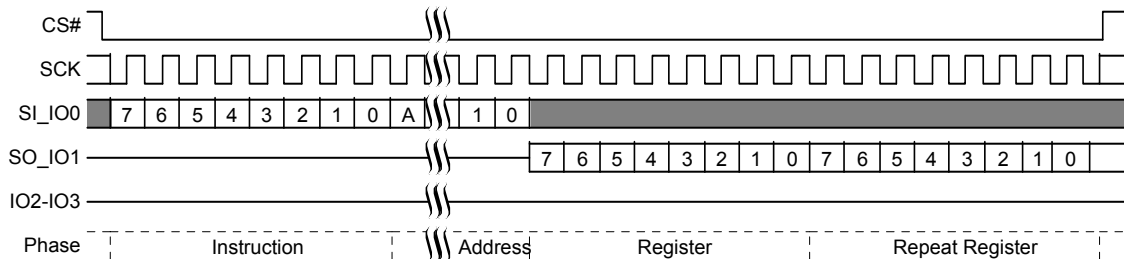 CS#
SCK
SI_IO0 7 6 5 4 3 2 1 0 A 1 0
SO_IO1 7 6 5 4 3 2 1 0 7 6 5 4 3 2 1 0
IO2-IO3
Phase Instruction Address Register Repeat Register